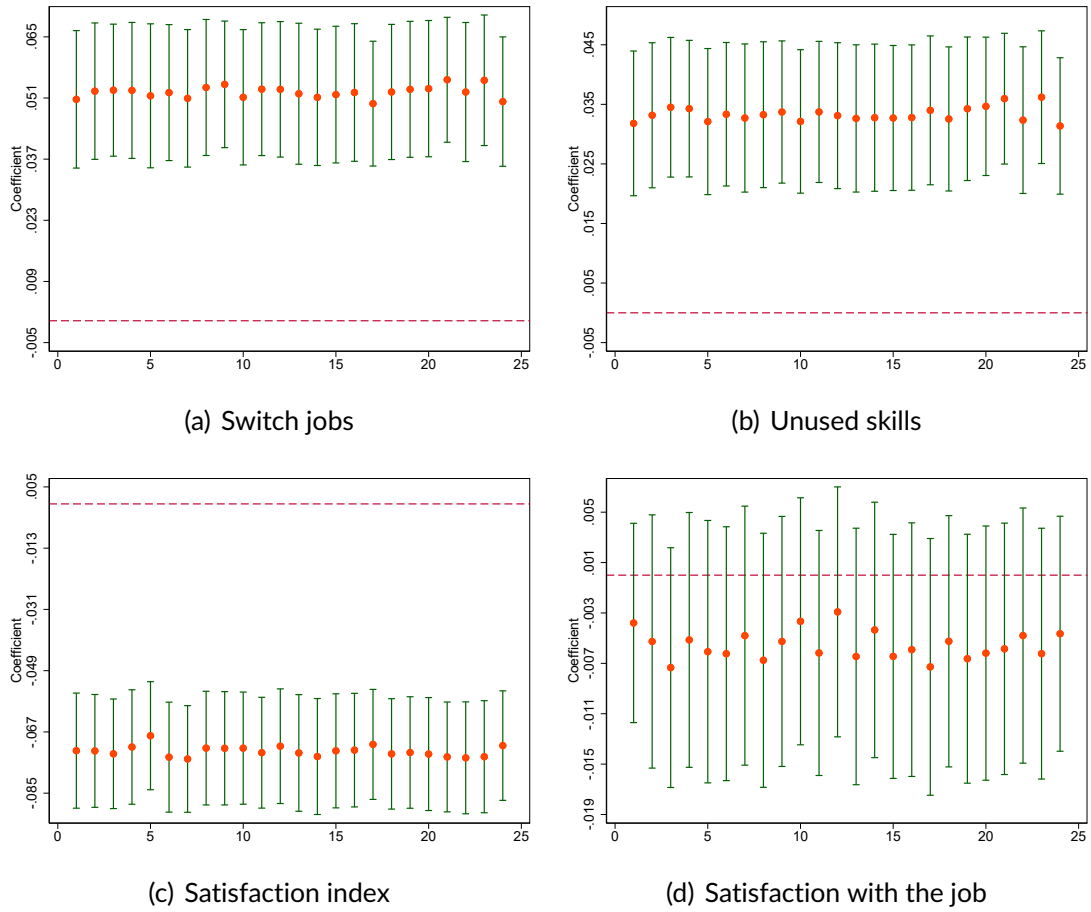 Coefficient
.065
.051
.037
.023
.009
-.005
0 5 10 15 20 25
(a) Switch jobs
Coefficient
.045
.035
.025
.015
.005
-.005
0 5 10 15 20 25
(b) Unused skills
Coefficient
.005
-.013
-.031
-.049
-.067
-.085
0 5 10 15 20 25
(c) Satisfaction index
Coefficient
.005
.001
-.003
-.007
-.011
-.015
-.019
0 5 10 15 20 25
(d) Satisfaction with the job